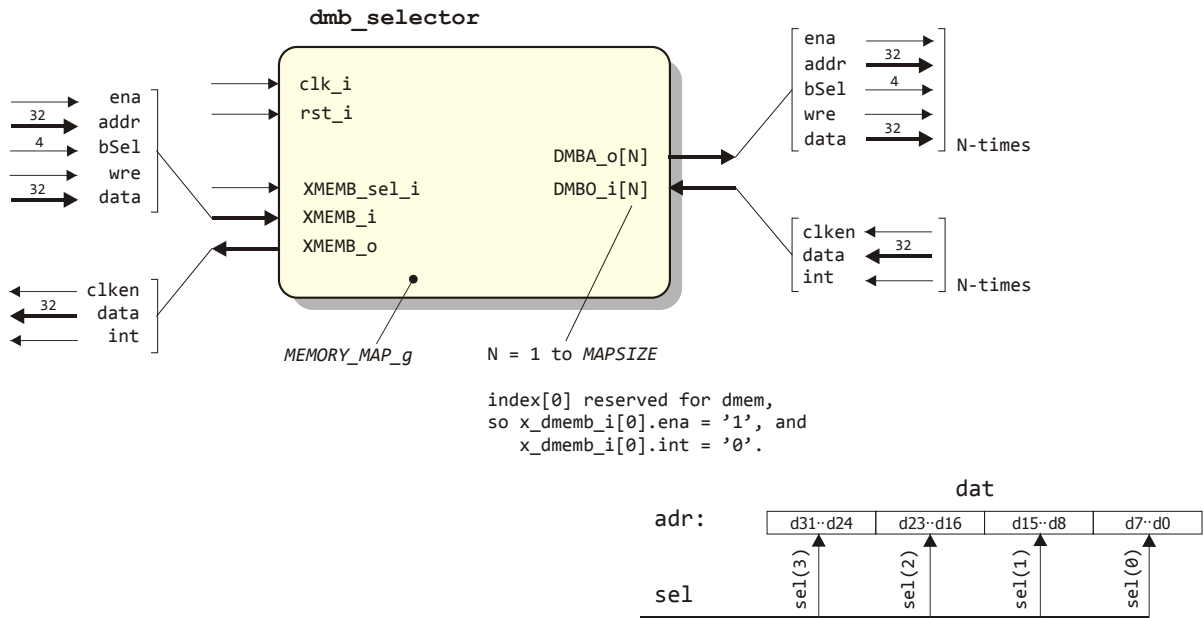 dmb_selector
ena
32
addr
4
bSel
wre
32
data
clken
32
data
int
clk_i
rst_i
XMEMB_sel_i
XMEMB_i
XMEMB_o
DMBA_o[N]
DMBO_i[N]
ena
addr 32
bSel 4
wre
data 32
N-times
clken
data 32
int
N-times
MEMORY_MAP_g
N = 1 to MAPSIZE
index[0] reserved for dmem,
so x_dmemb_i[0].ena = ’1’, and
x_dmemb_i[0].int = ’0’.
dat
adr: d31··d24 d23··d16 d15··d8 d7··d0
sel(3) sel(2) sel(1) sel(0)
sel